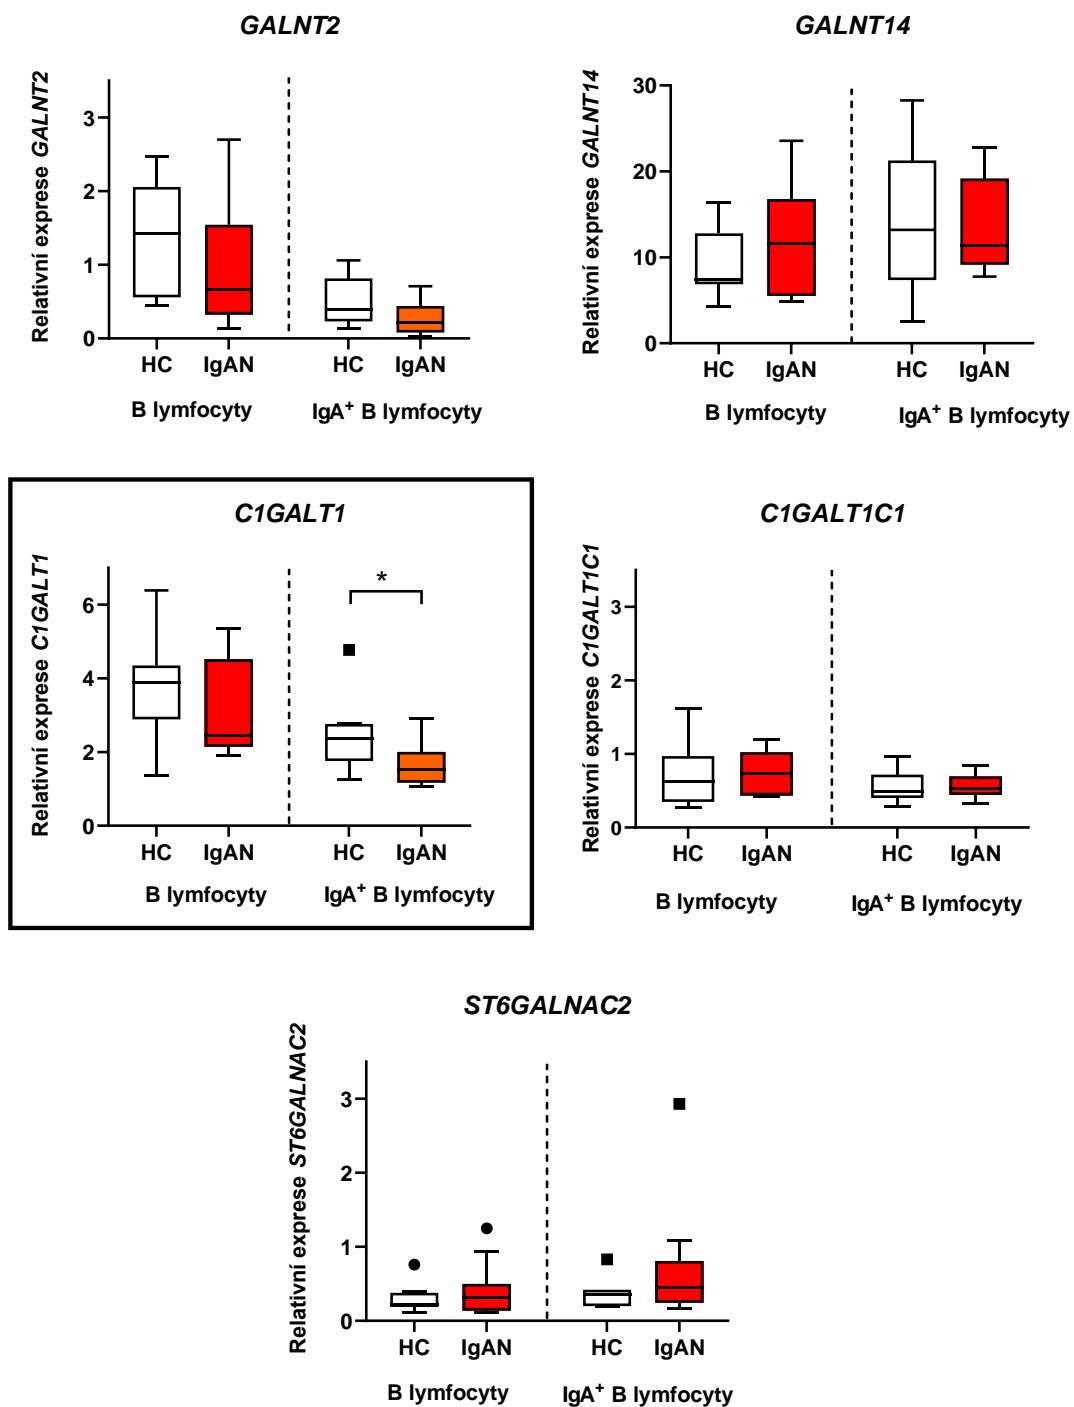 GALNT2
Relativní exprese GALNT2
3
2
1
0
HC IgAN HC IgAN
B lymfocyty IgA⁺ B lymfocyty
GALNT14
Relativní exprese GALNT14
30
20
10
0
HC IgAN HC IgAN
B lymfocyty IgA⁺ B lymfocyty
C1GALT1
Relativní exprese C1GALT1
6
4
2
0
*
HC IgAN HC IgAN
B lymfocyty IgA⁺ B lymfocyty
C1GALT1C1
Relativní exprese C1GALT1C1
3
2
1
0
HC IgAN HC IgAN
B lymfocyty IgA⁺ B lymfocyty
ST6GALNAC2
Relativní exprese ST6GALNAC2
3
2
1
0
HC IgAN HC IgAN
B lymfocyty IgA⁺ B lymfocyty